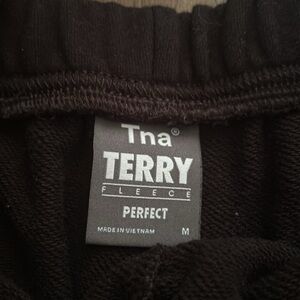 Tna®
TERRY
FLEECE
PERFECT
MADE IN VIETNAM M